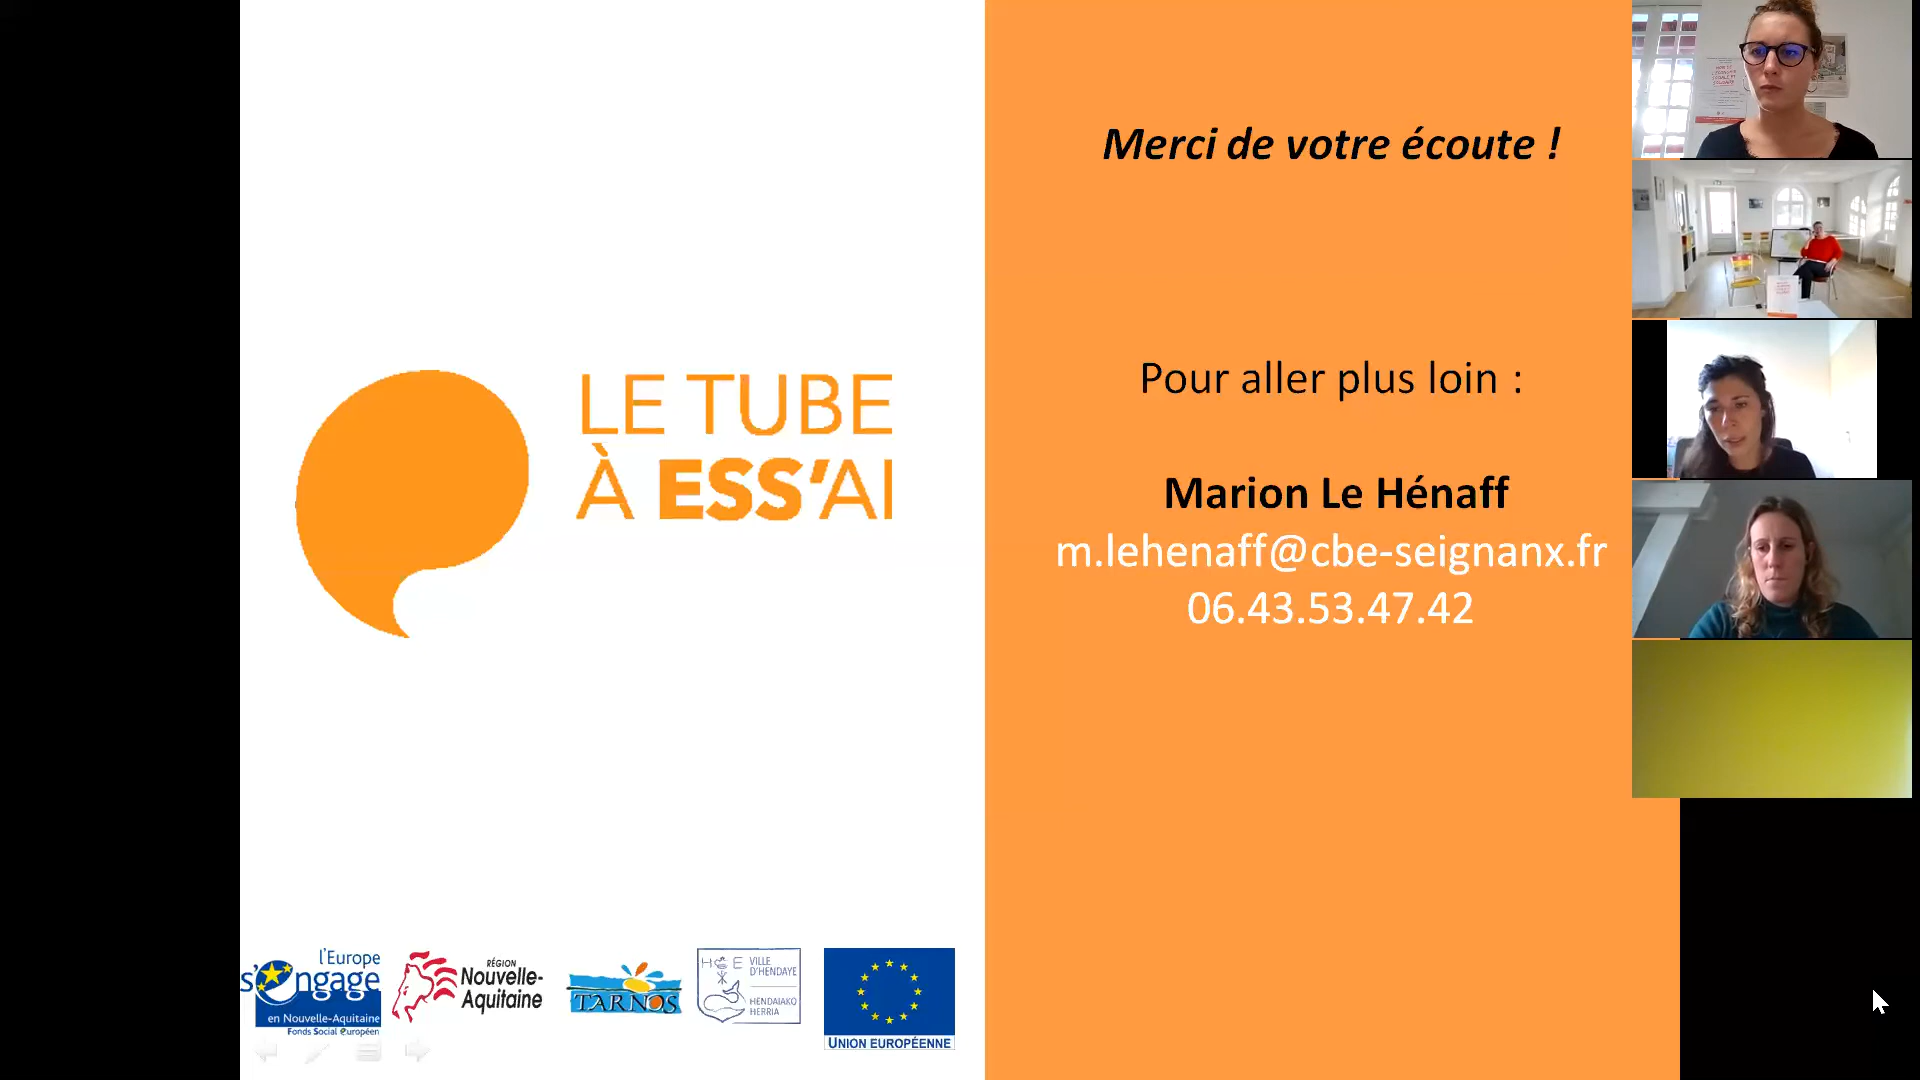 LE TUBE
À ESS'AI
Merci de votre écoute !
Pour aller plus loin :
Marion Le Hénaff
m.lehenaff@cbe-seignanx.fr
06.43.53.47.42
l'Europe
s'engage
en Nouvelle-Aquitaine
Fonds Social Européen
RÉGION
Nouvelle-
Aquitaine
TARNOS
VILLE
D'HENDAYE
HENDAIAKO
HERRIA
UNION EUROPÉENNE